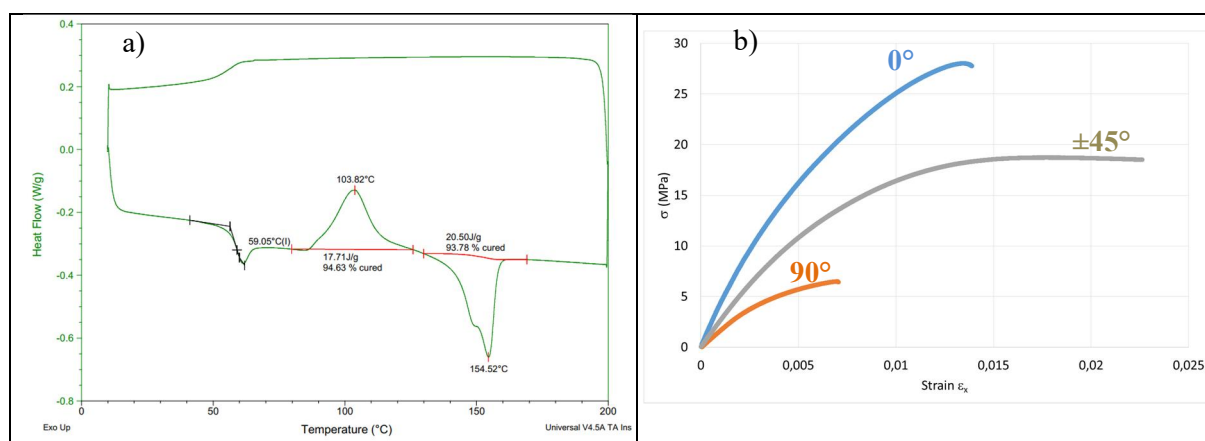 a)
0.4
0.2
0.0
-0.2
-0.4
-0.6
-0.8
Heat Flow (W/g)
103.82°C
59.05°C(I)
17.71J/g
94.63 % cured
20.50J/g
93.78 % cured
154.52°C
0
50
100
150
200
Exo Up
Temperature (°C)
Universal V4.5A TA Ins
b)
30
25
20
15
10
5
0
σ (MPa)
0°
±45°
90°
0
0,005
0,01
0,015
0,02
0,025
Strain εx